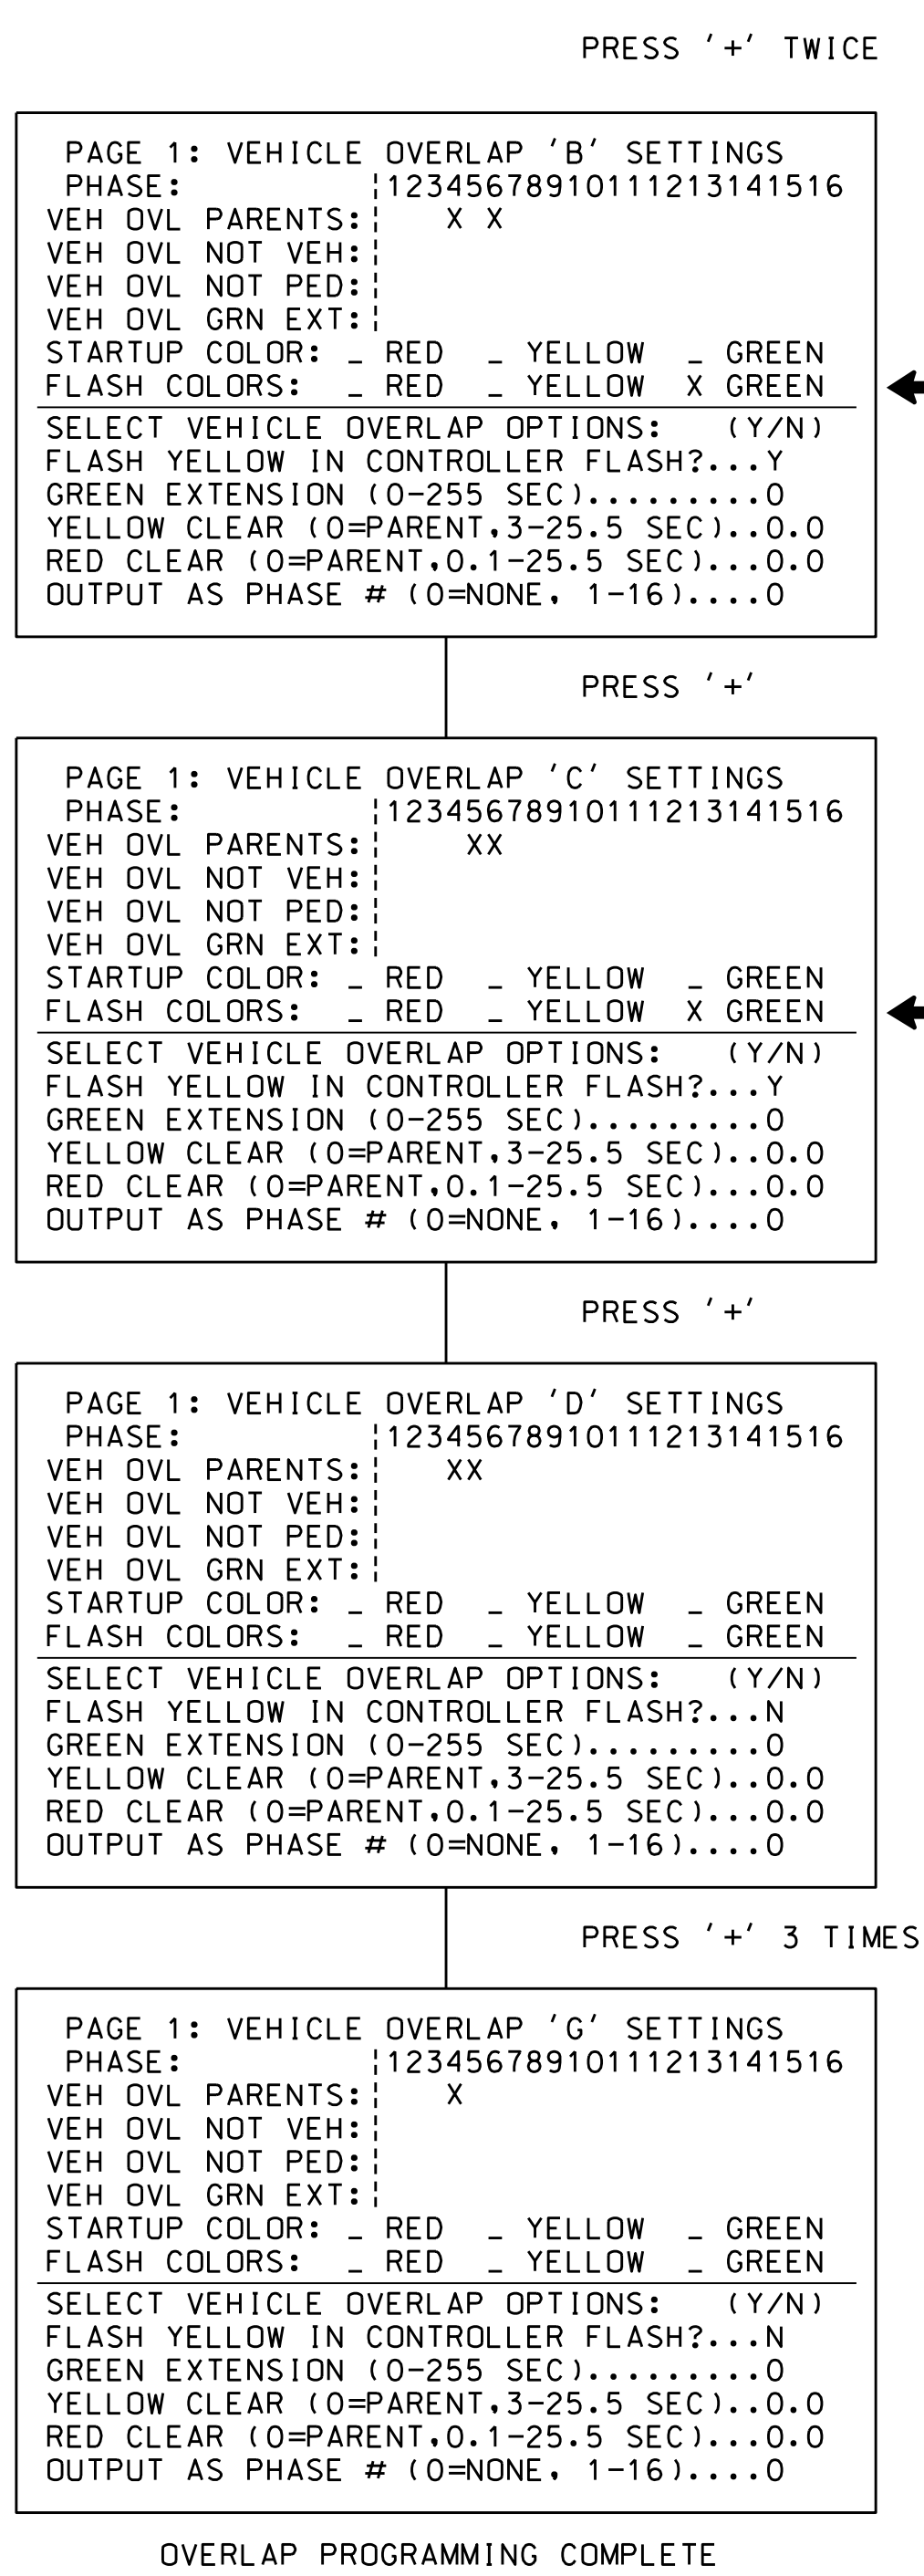 PRESS '+' TWICE
PAGE 1: VEHICLE OVERLAP 'B' SETTINGS
PHASE: |12345678910111213141516
VEH OVL PARENTS:| X X
VEH OVL NOT VEH:|
VEH OVL NOT PED:|
VEH OVL GRN EXT:|
STARTUP COLOR: _ RED _ YELLOW _ GREEN
FLASH COLORS: _ RED _ YELLOW X GREEN
SELECT VEHICLE OVERLAP OPTIONS: (Y/N)
FLASH YELLOW IN CONTROLLER FLASH?...Y
GREEN EXTENSION (0-255 SEC).........0
YELLOW CLEAR (0=PARENT,3-25.5 SEC)..0.0
RED CLEAR (0=PARENT,0.1-25.5 SEC)...0.0
OUTPUT AS PHASE # (0=NONE, 1-16)....0
PRESS '+'
PAGE 1: VEHICLE OVERLAP 'C' SETTINGS
PHASE: |12345678910111213141516
VEH OVL PARENTS:| XX
VEH OVL NOT VEH:|
VEH OVL NOT PED:|
VEH OVL GRN EXT:|
STARTUP COLOR: _ RED _ YELLOW _ GREEN
FLASH COLORS: _ RED _ YELLOW X GREEN
SELECT VEHICLE OVERLAP OPTIONS: (Y/N)
FLASH YELLOW IN CONTROLLER FLASH?...Y
GREEN EXTENSION (0-255 SEC).........0
YELLOW CLEAR (0=PARENT,3-25.5 SEC)..0.0
RED CLEAR (0=PARENT,0.1-25.5 SEC)...0.0
OUTPUT AS PHASE # (0=NONE, 1-16)....0
PRESS '+'
PAGE 1: VEHICLE OVERLAP 'D' SETTINGS
PHASE: |12345678910111213141516
VEH OVL PARENTS:| XX
VEH OVL NOT VEH:|
VEH OVL NOT PED:|
VEH OVL GRN EXT:|
STARTUP COLOR: _ RED _ YELLOW _ GREEN
FLASH COLORS: _ RED _ YELLOW _ GREEN
SELECT VEHICLE OVERLAP OPTIONS: (Y/N)
FLASH YELLOW IN CONTROLLER FLASH?...N
GREEN EXTENSION (0-255 SEC).........0
YELLOW CLEAR (0=PARENT,3-25.5 SEC)..0.0
RED CLEAR (0=PARENT,0.1-25.5 SEC)...0.0
OUTPUT AS PHASE # (0=NONE, 1-16)....0
PRESS '+' 3 TIMES
PAGE 1: VEHICLE OVERLAP 'G' SETTINGS
PHASE: |12345678910111213141516
VEH OVL PARENTS:| X
VEH OVL NOT VEH:|
VEH OVL NOT PED:|
VEH OVL GRN EXT:|
STARTUP COLOR: _ RED _ YELLOW _ GREEN
FLASH COLORS: _ RED _ YELLOW _ GREEN
SELECT VEHICLE OVERLAP OPTIONS: (Y/N)
FLASH YELLOW IN CONTROLLER FLASH?...N
GREEN EXTENSION (0-255 SEC).........0
YELLOW CLEAR (0=PARENT,3-25.5 SEC)..0.0
RED CLEAR (0=PARENT,0.1-25.5 SEC)...0.0
OUTPUT AS PHASE # (0=NONE, 1-16)....0
OVERLAP PROGRAMMING COMPLETE